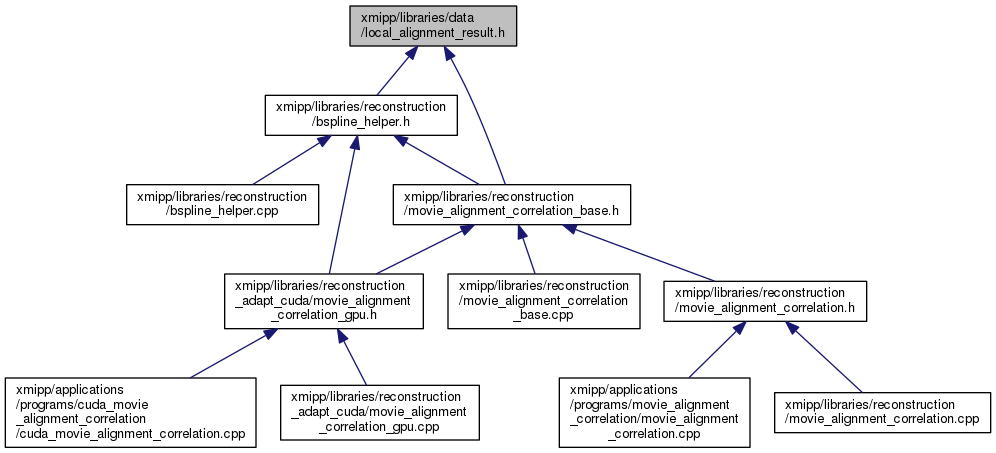 xmipp/libraries/data
/local_alignment_result.h
xmipp/libraries/reconstruction
/bspline_helper.h
xmipp/libraries/reconstruction
/bspline_helper.cpp
xmipp/libraries/reconstruction
/movie_alignment_correlation_base.h
xmipp/libraries/reconstruction
_adapt_cuda/movie_alignment
_correlation_gpu.h
xmipp/libraries/reconstruction
/movie_alignment_correlation
_base.cpp
xmipp/libraries/reconstruction
/movie_alignment_correlation.h
xmipp/applications
/programs/cuda_movie
_alignment_correlation
/cuda_movie_alignment_correlation.cpp
xmipp/libraries/reconstruction
_adapt_cuda/movie_alignment
_correlation_gpu.cpp
xmipp/applications
/programs/movie_alignment
_correlation/movie_alignment
_correlation.cpp
xmipp/libraries/reconstruction
/movie_alignment_correlation.cpp